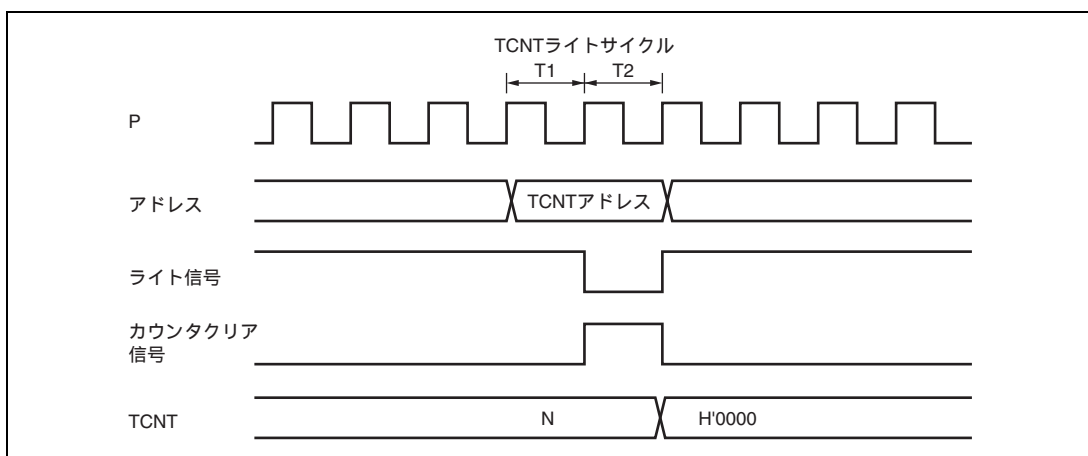 TCNTライトサイクル
T1 T2
P
アドレス
TCNTアドレス
ライト信号
カウンタクリア
信号
TCNT
N
H'0000